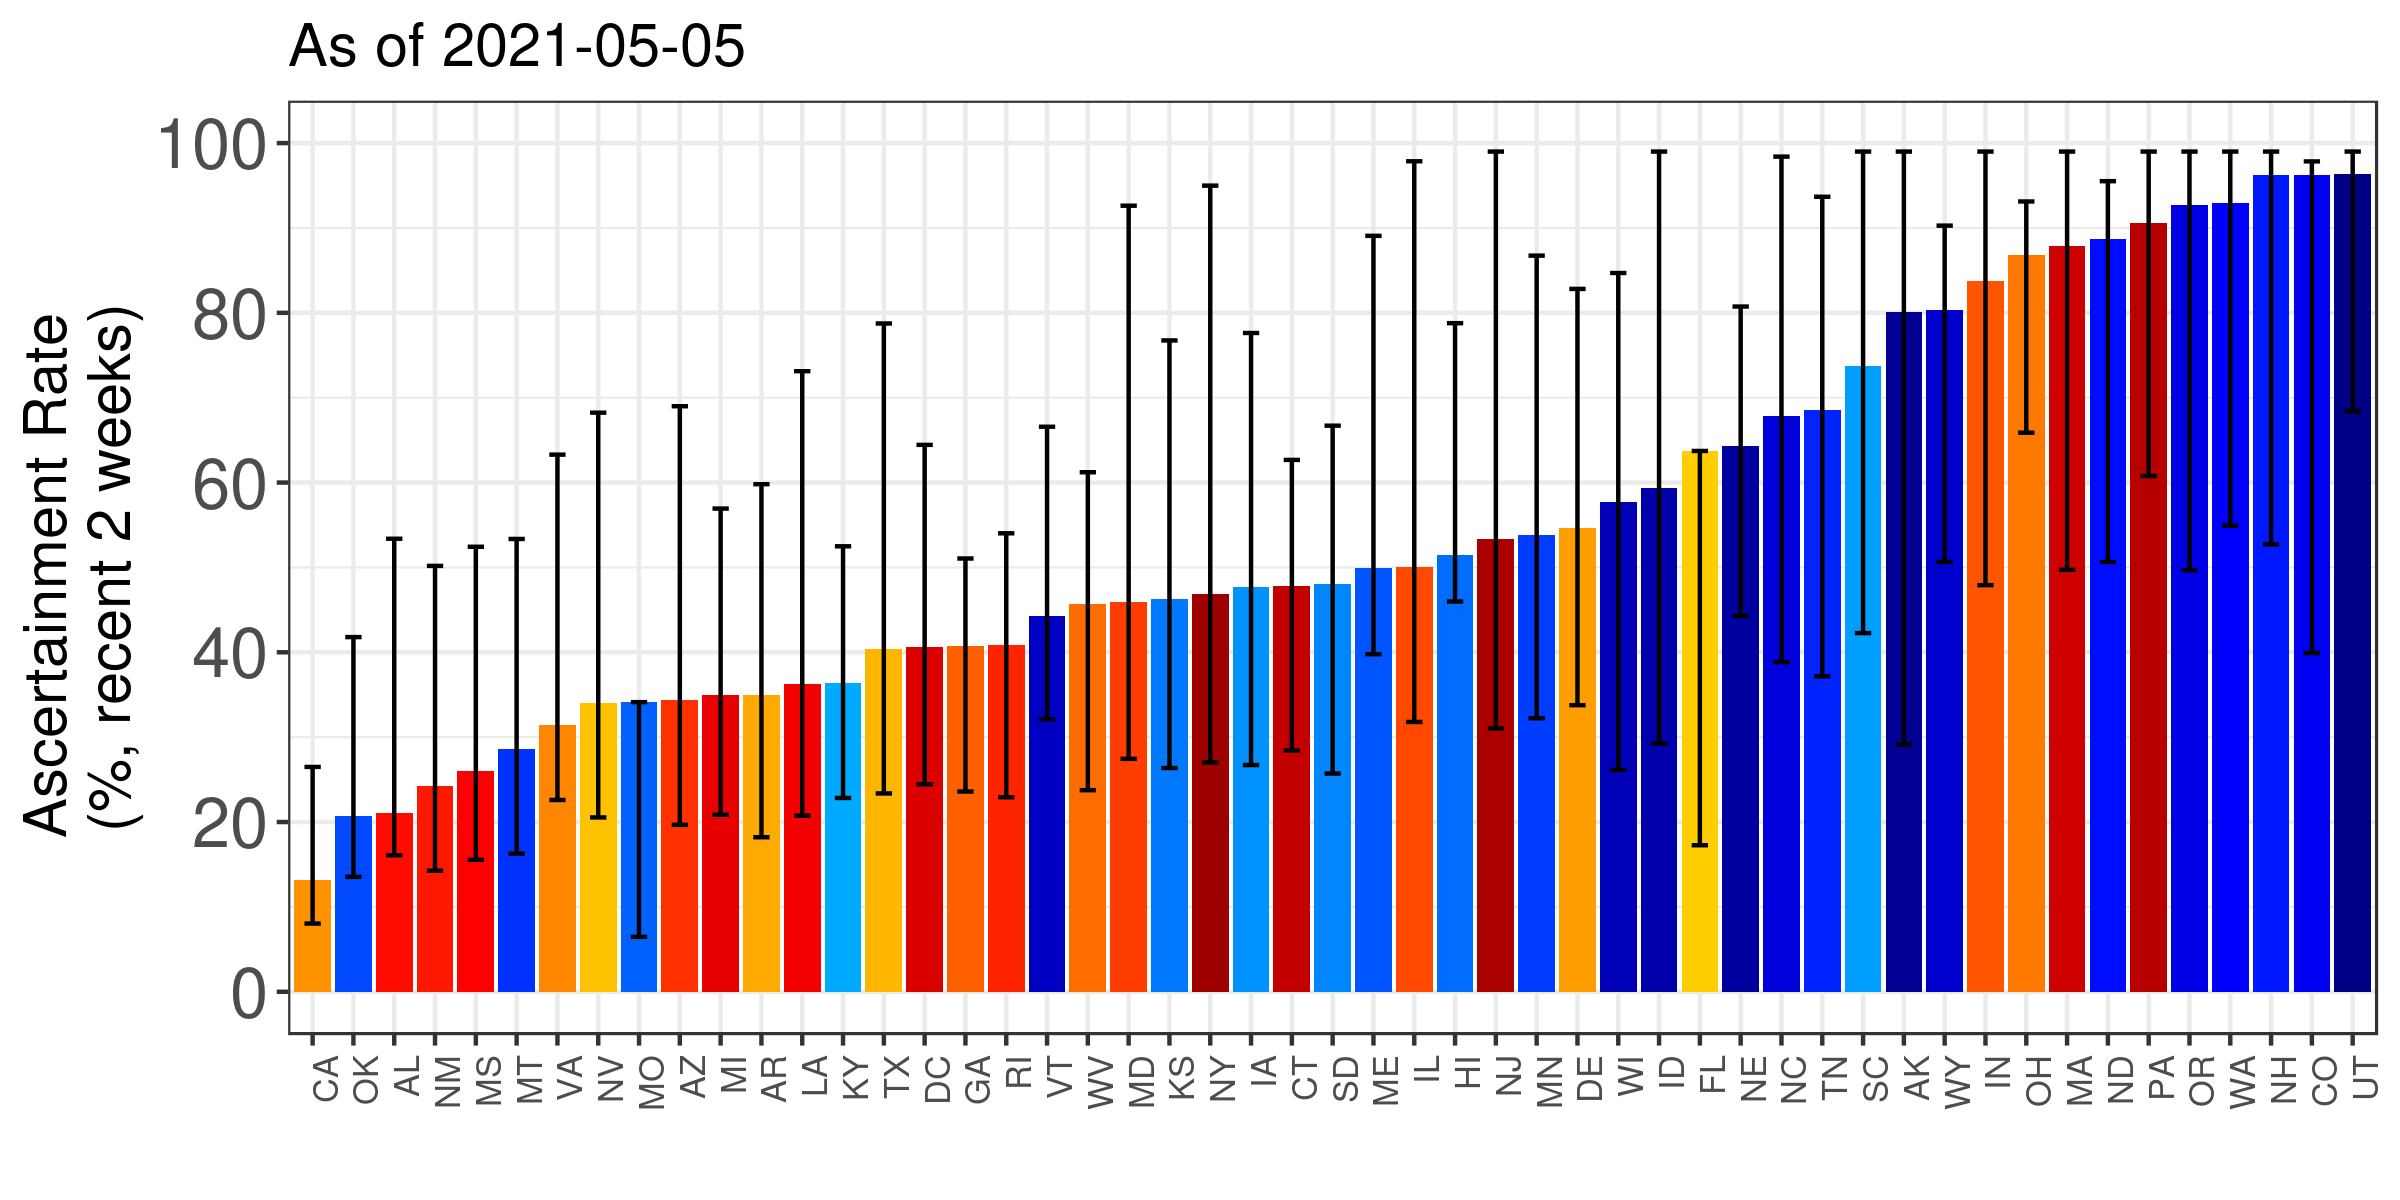 As of 2021-05-05
Ascertainment Rate
(%, recent 2 weeks)
100
80
60
40
20
0
CA OK AL NM MS MT VA NV MO AZ MI AR LA KY TX DC GA RI VT WV MD KS NY IA CT SD ME IL HI NJ MN DE WI ID FL NE NC TN SC AK WY IN OH MA ND PA OR WA NH CO UT